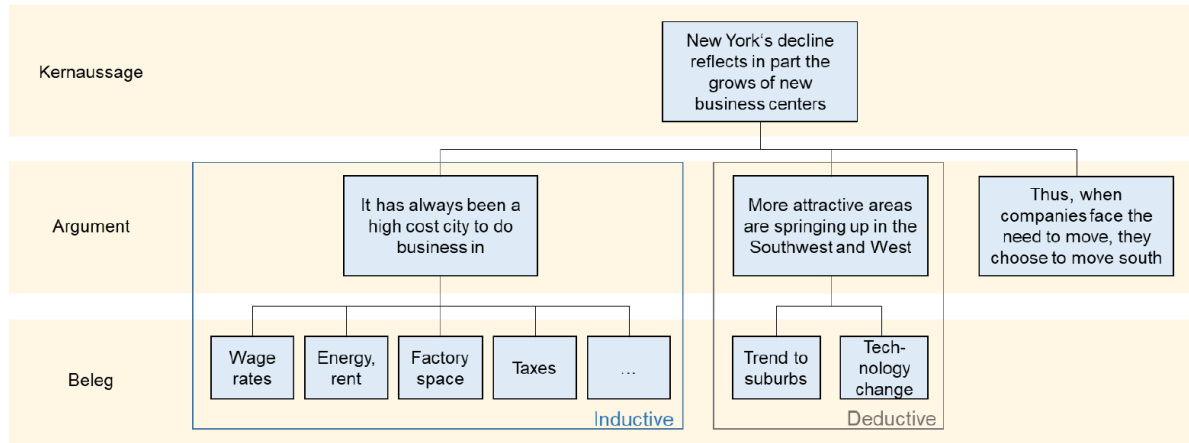 Kernaussage
New York‘s decline
reflects in part the
grows of new
business centers
Argument
It has always been a
high cost city to do
business in
More attractive areas
are springing up in the
Southwest and West
Thus, when
companies face the
need to move, they
choose to move south
Beleg
Wage
rates
Energy,
rent
Factory
space
Taxes
...
Trend to
suburbs
Tech-
nology
change
Inductive
Deductive